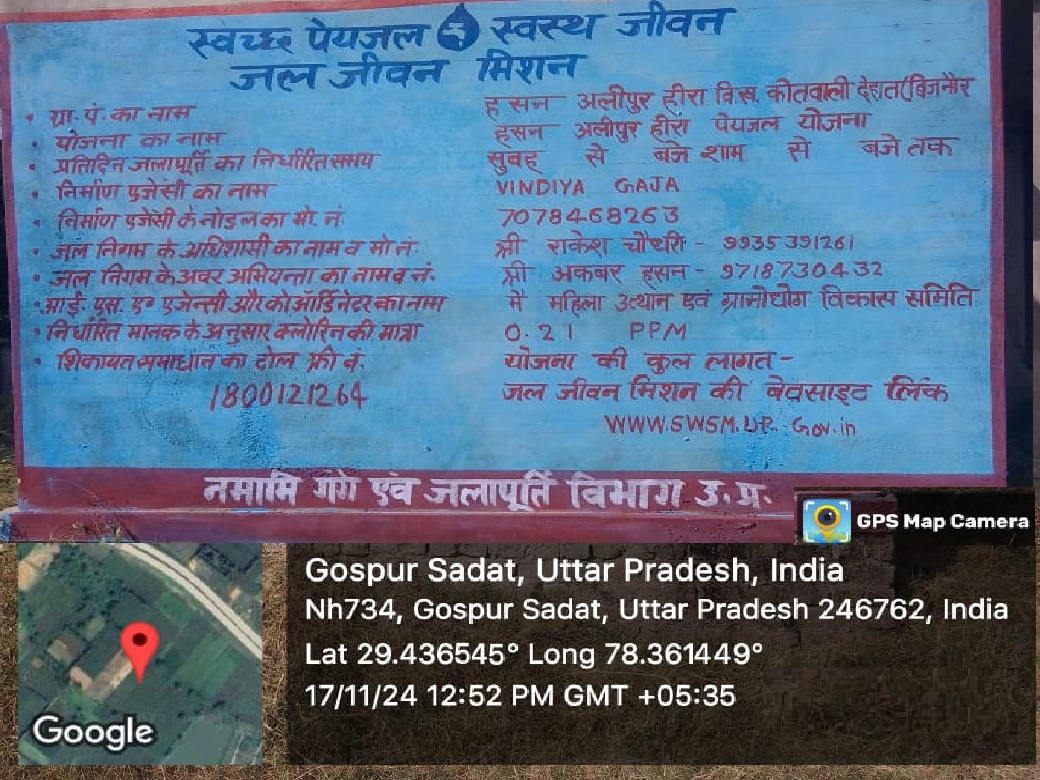 स्वच्छ पेयजल स्वस्थ जीवन
जल जीवन मिशन
• ग्रा. पं. का नाम हसन अलीपुर हीरा वि.ख. कोतवाली देहात(बिजनौर
• योजना का नाम हसन अलीपुर हीरा पेयजल योजना
• प्रतिदिन जलापूर्ति का निर्धारित समय सुबह से बजे शाम से बजे तक
• निर्माण एजेंसी का नाम VINDIYA GAJA
• निर्माण एजेंसी के नोडल का मो. नं. 7078468263
• जल निगम के अधिशासी का नाम व मो नं. श्री राकेश चौधरी - 9935391261
• जल निगम के अवर अभियन्ता का नाम व नं. श्री अकबर हसन - 9718730432
• आई. एस. ए॰ एजेन्सी और कोऑर्डिनेटर का नाम मै महिला उत्थान एवं ग्रामोधोग विकास समिति
• निर्धारित मानक के अनुसार क्लोरिन की मात्रा 0.21 PPM
• शिकायत समाधान का टोल फ्री नं. योजना की कुल लागत -
1800121264 जल जीवन मिशन की वेवसाइट लिंक
WWW.SWSM.UP. Gov.in
नमामि गंगे एवं जलापूर्ति विभाग उ.प्र.
GPS Map Camera
Gospur Sadat, Uttar Pradesh, India
Nh734, Gospur Sadat, Uttar Pradesh 246762, India
Lat 29.436545° Long 78.361449°
17/11/24 12:52 PM GMT +05:35
Google